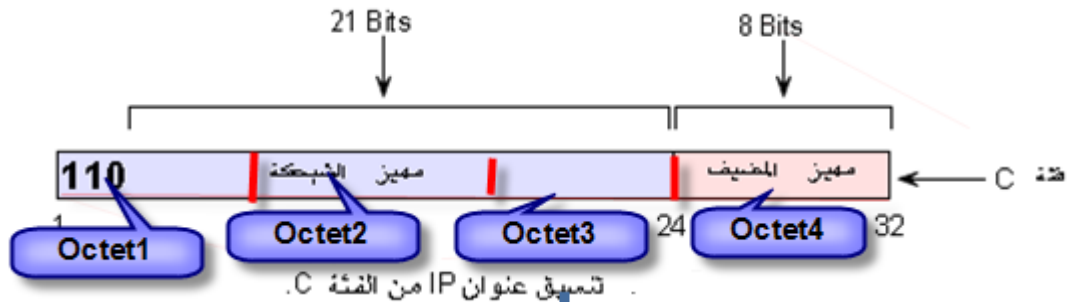 21 Bits
8 Bits
110
مميز الشبكة
مميز المضيف
فئة C
1
24
32
Octet1
Octet2
Octet3
Octet4
تنسيق عنوان IP من الفئة C.